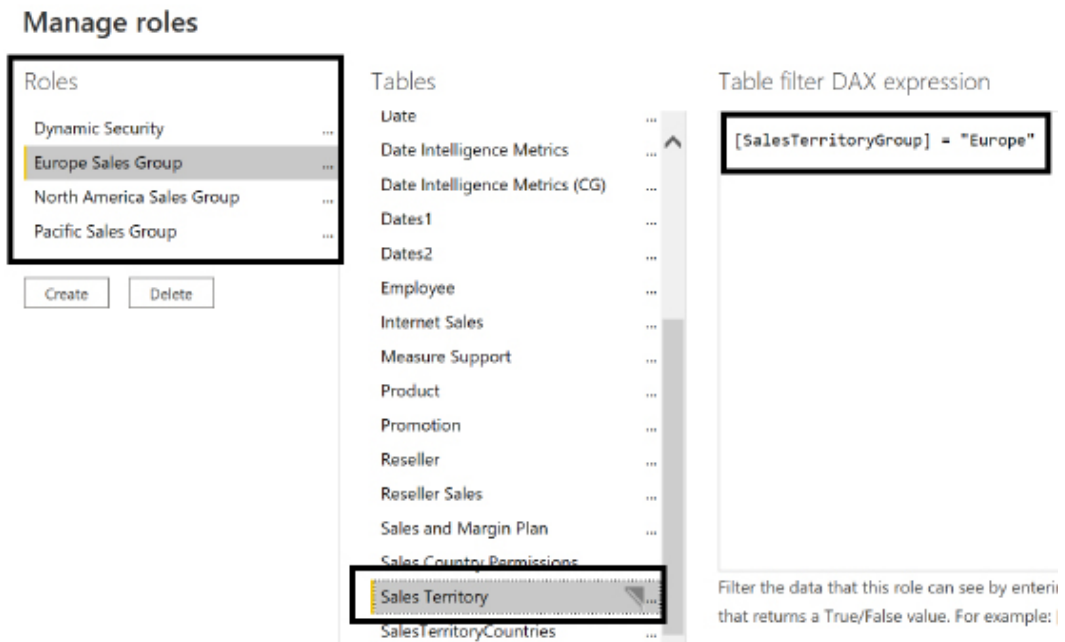 Manage roles
Roles
Dynamic Security ...
Europe Sales Group ...
North America Sales Group ...
Pacific Sales Group ...
Create Delete
Tables
Date ...
Date Intelligence Metrics ...
Date Intelligence Metrics (CG) ...
Dates1 ...
Dates2 ...
Employee ...
Internet Sales ...
Measure Support ...
Product ...
Promotion ...
Reseller ...
Reseller Sales ...
Sales and Margin Plan ...
Sales Country Permissions
Sales Territory ...
SalesTerritoryCountries ...
Table filter DAX expression
[SalesTerritoryGroup] = "Europe"
Filter the data that this role can see by enteri
that returns a True/False value. For example: